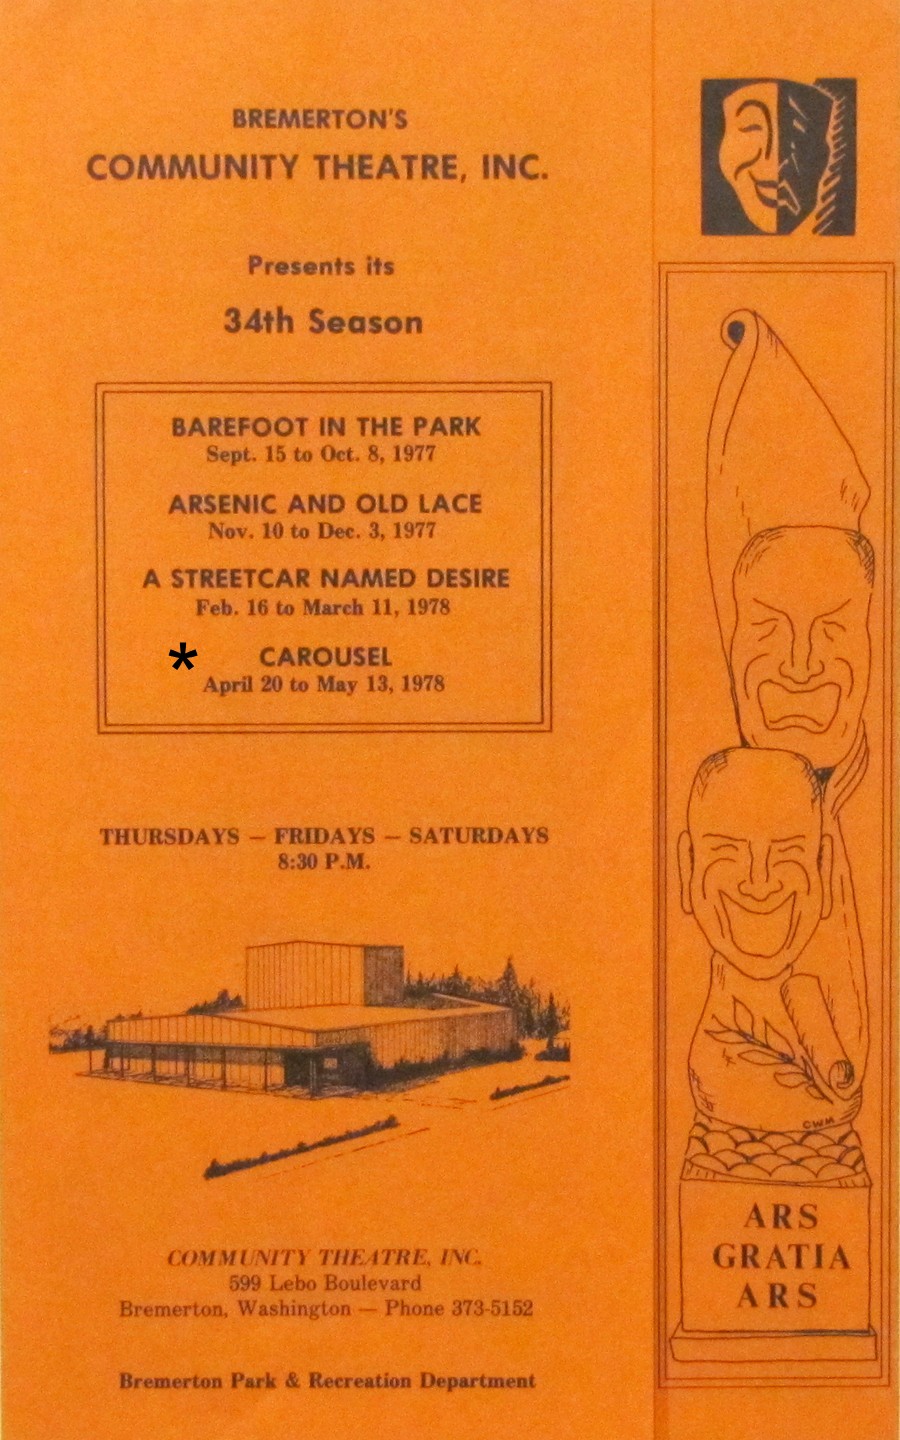 BREMERTON'S
COMMUNITY THEATRE, INC.
Presents its
34th Season
BAREFOOT IN THE PARK
Sept. 15 to Oct. 8, 1977
ARSENIC AND OLD LACE
Nov. 10 to Dec. 3, 1977
A STREETCAR NAMED DESIRE
Feb. 16 to March 11, 1978
* CAROUSEL
April 20 to May 13, 1978
THURSDAYS — FRIDAYS — SATURDAYS
8:30 P.M.
COMMUNITY THEATRE, INC.
599 Lebo Boulevard
Bremerton, Washington — Phone 373-5152
Bremerton Park & Recreation Department
CWM
ARS
GRATIA
ARS